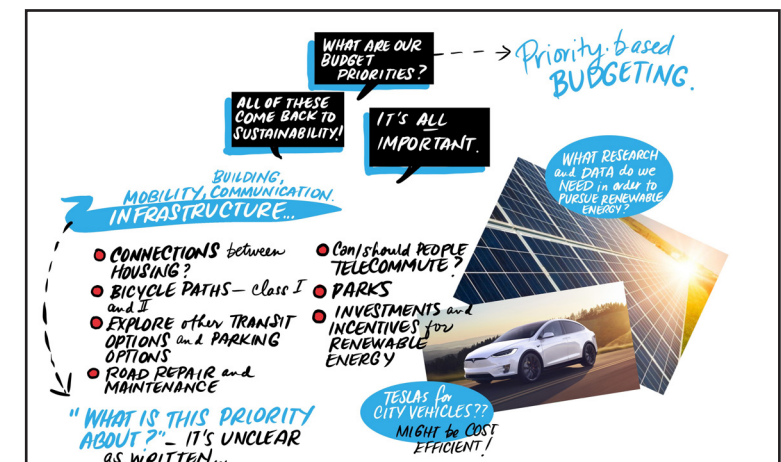 WHAT ARE OUR
BUDGET
PRIORITIES?
Priority-based
BUDGETING.
ALL OF THESE
COME BACK TO
SUSTAINABILITY!
IT'S ALL
IMPORTANT.
BUILDING,
MOBILITY, COMMUNICATION.
INFRASTRUCTURE...
CONNECTIONS between
HOUSING?
BICYCLE PATHS – class I
and II
EXPLORE other TRANSIT
OPTIONS and PARKING
OPTIONS
ROAD REPAIR and
MAINTENANCE
Can/should PEOPLE
TELECOMMUTE?
PARKS
INVESTMENTS and
INCENTIVES for
RENEWABLE
ENERGY
WHAT RESEARCH
and DATA do we
NEED in order to
PURSUE RENEWABLE
ENERGY?
TESLAs for
CITY VEHICLES??
MIGHT be COST
EFFICIENT!
"WHAT IS THIS PRIORITY
ABOUT?" – IT'S UNCLEAR
AS WRITTEN...